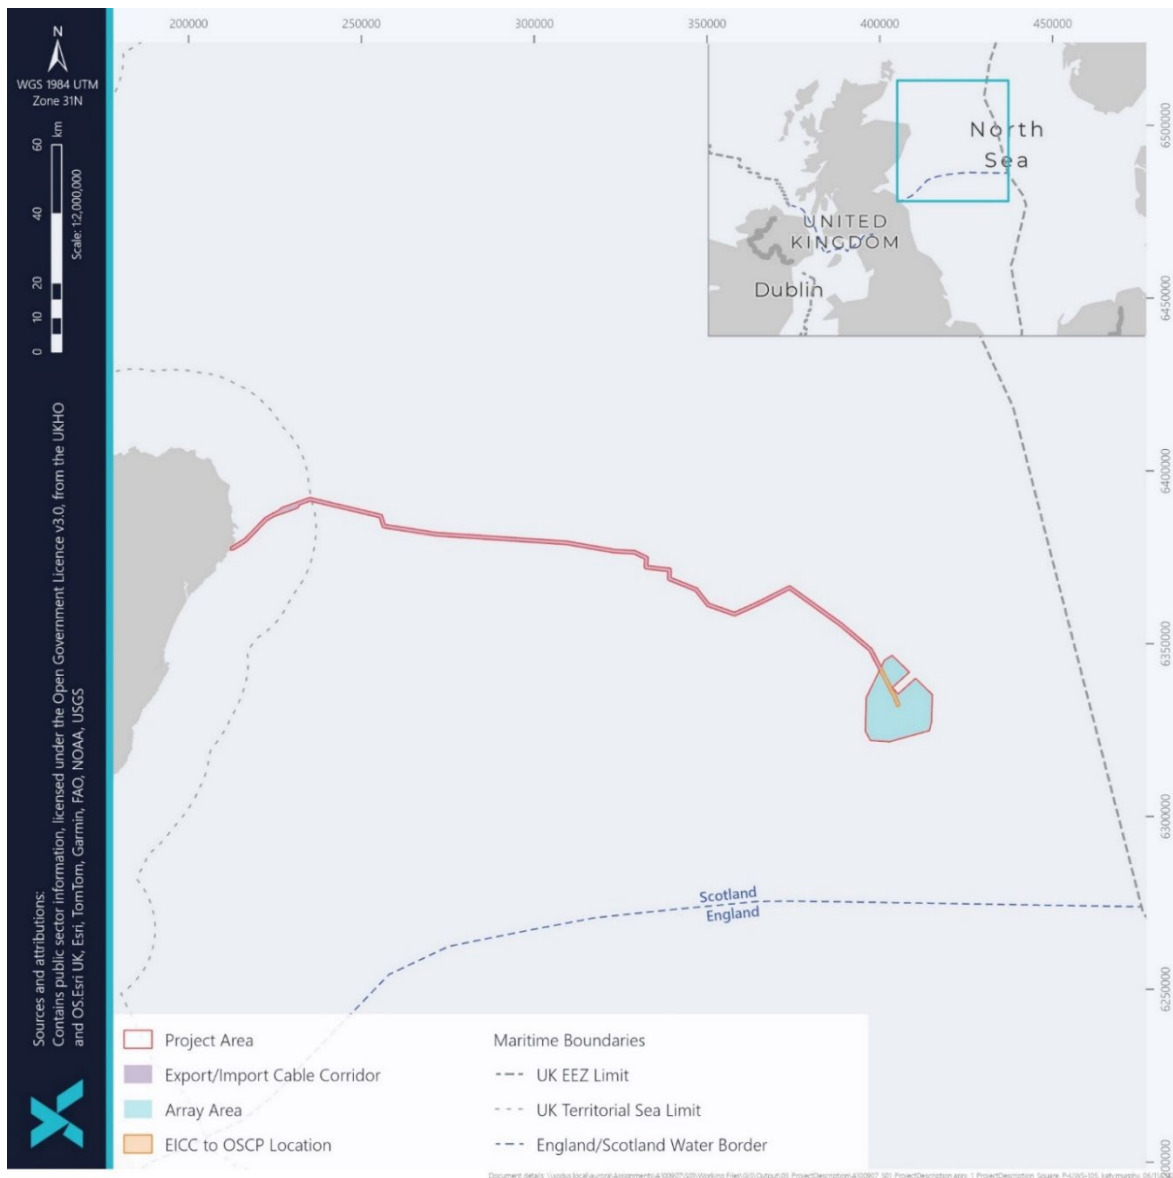 200000
250000
300000
350000
400000
450000
N
WGS 1984 UTM
Zone 31N
km
60
40
20
10
0
Scale: 1:2,000,000
North
Sea
UNITED
KINGDOM
Dublin
6500000
6450000
6400000
6350000
6300000
6250000
Scotland
England
Sources and attributions:
Contains public sector information, licensed under the Open Government Licence v3.0, from the UKHO
and OS.Esri UK, Esri, TomTom, Garmin, FAO, NOAA, USGS
Project Area
Export/Import Cable Corridor
Array Area
EICC to OSCP Location
Maritime Boundaries
UK EEZ Limit
UK Territorial Sea Limit
England/Scotland Water Border
Document details: